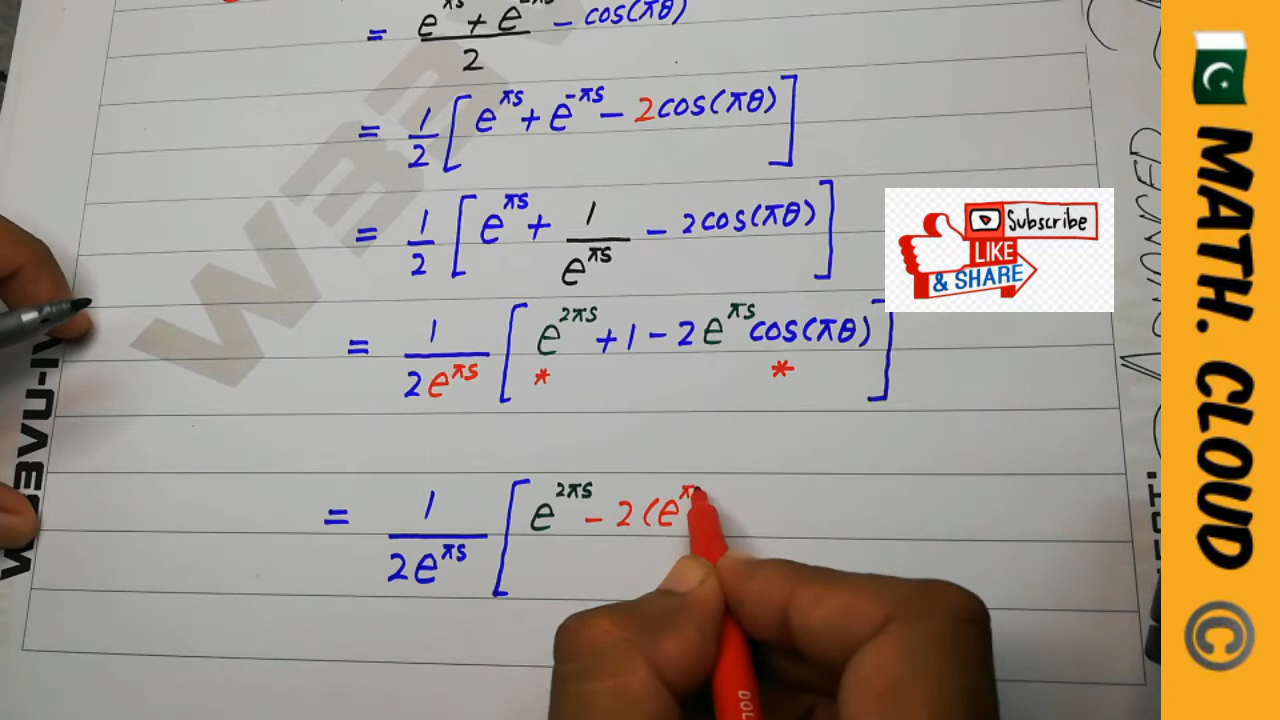 = (e^πs + e^-πs)/2 - cos(πθ)
= 1/2 [e^πs + e^-πs - 2cos(πθ)]
= 1/2 [e^πs + 1/e^πs - 2cos(πθ)]
= 1/(2e^πs) [e^2πs + 1 - 2e^πs cos(πθ)]
* *
= 1/(2e^πs) [e^2πs - 2(e^π
Subscribe
LIKE
& SHARE
MATH. CLOUD ©
DOL